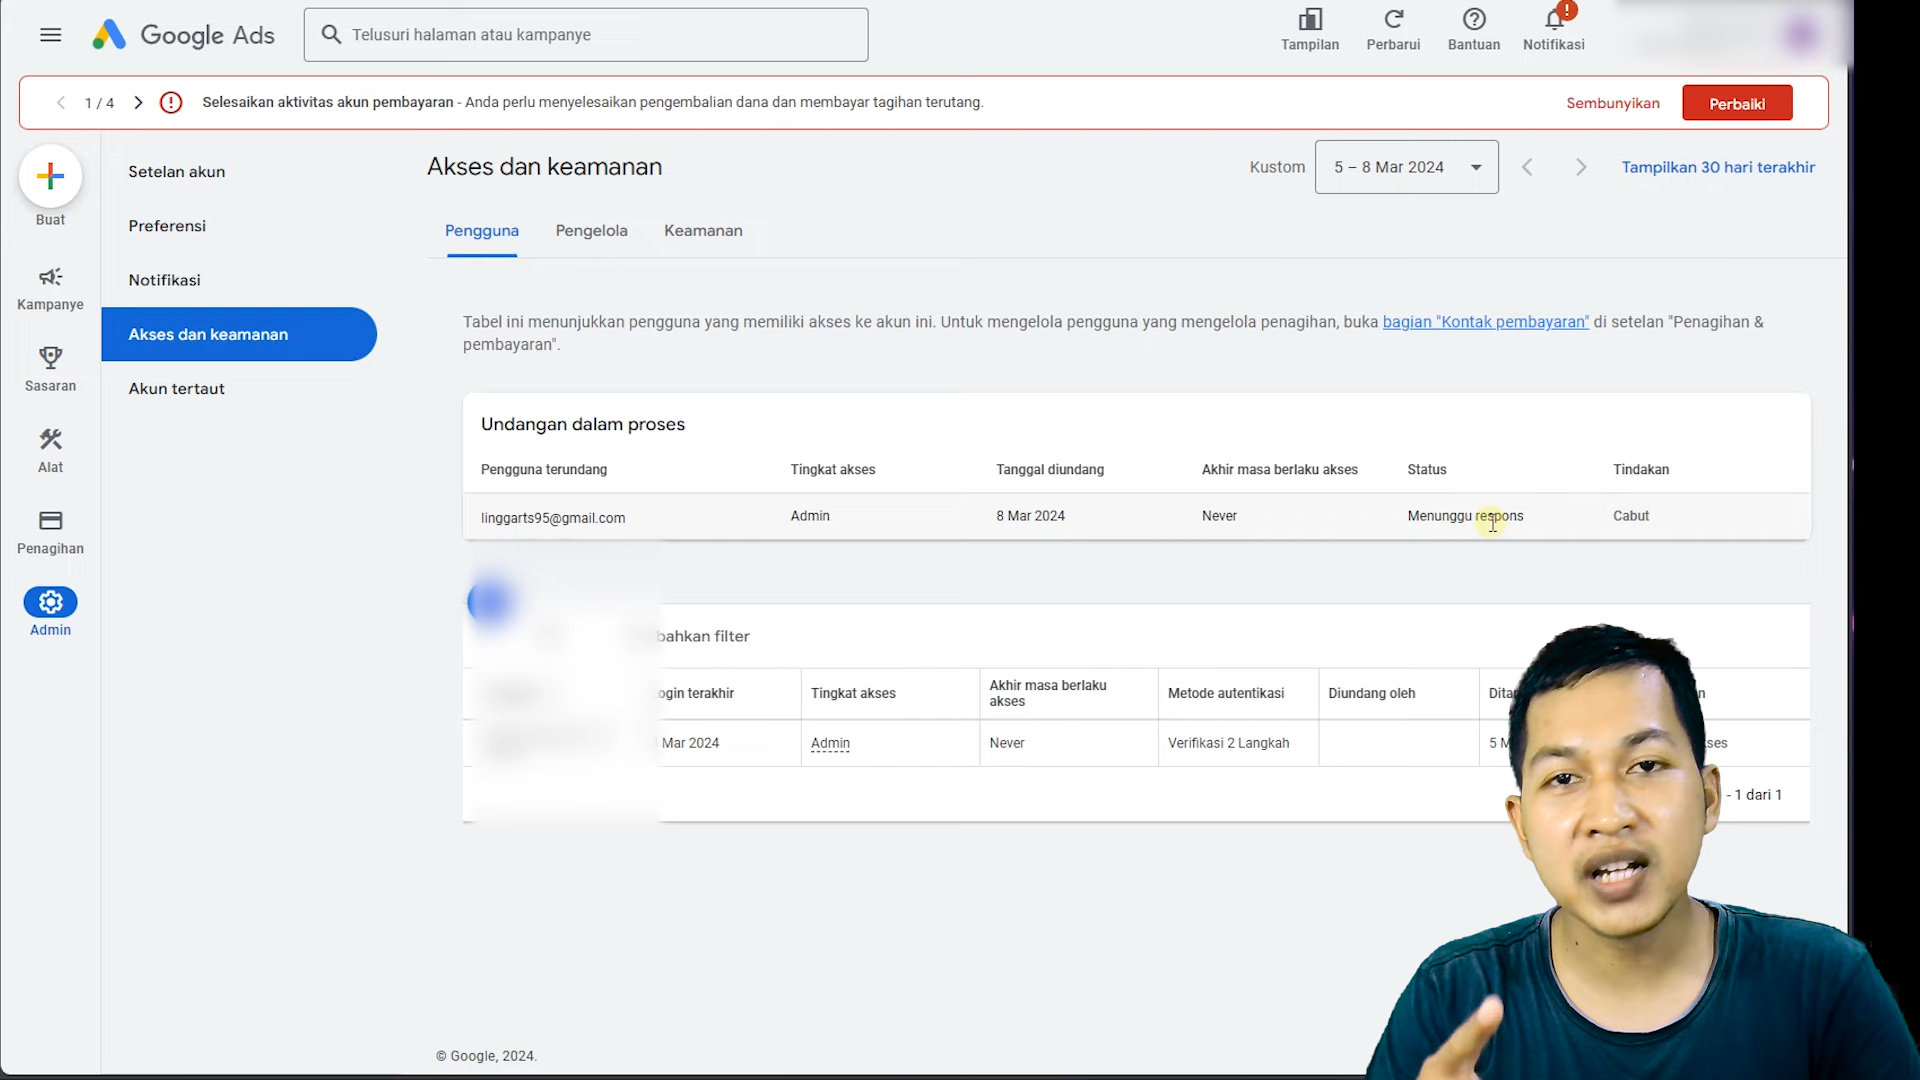 Google Ads
Telusuri halaman atau kampanye
Tampilan
Perbarui
Bantuan
Notifikasi
1 / 4
Selesaikan aktivitas akun pembayaran - Anda perlu menyelesaikan pengembalian dana dan membayar tagihan terutang.
Sembunyikan
Perbaiki
Buat
Kampanye
Sasaran
Alat
Penagihan
Admin
Setelan akun
Preferensi
Notifikasi
Akses dan keamanan
Akun tertaut
Akses dan keamanan
Kustom
5 – 8 Mar 2024
Tampilkan 30 hari terakhir
Pengguna
Pengelola
Keamanan
Tabel ini menunjukkan pengguna yang memiliki akses ke akun ini. Untuk mengelola pengguna yang mengelola penagihan, buka bagian "Kontak pembayaran" di setelan "Penagihan &
pembayaran".
Undangan dalam proses
Pengguna terundang Tingkat akses Tanggal diundang Akhir masa berlaku akses Status Tindakan
linggarts95@gmail.com Admin 8 Mar 2024 Never Menunggu respons Cabut
bahkan filter
ogin terakhir Tingkat akses Akhir masa berlaku
akses Metode autentikasi Diundang oleh
Mar 2024 Admin Never Verifikasi 2 Langkah 5 M
- 1 dari 1
© Google, 2024.